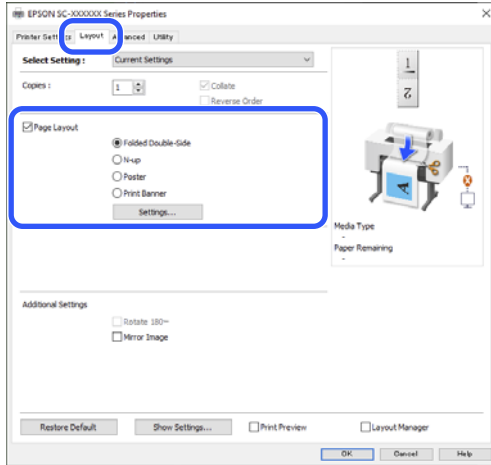 EPSON SC-XXXXXX Series Properties
Printer Layout Utility
Select Setting : Current Settings
Copies : 1 Collate
Reverse Order
Page Layout
Folded Double-Side
N-up
Poster
Print Banner
Settings...
1
2
A
Media Type
-
Paper Remaining
-
Additional Settings
Rotate 180°
Mirror Image
Restore Default Show Settings... Print Preview Layout Manager
OK Cancel Help